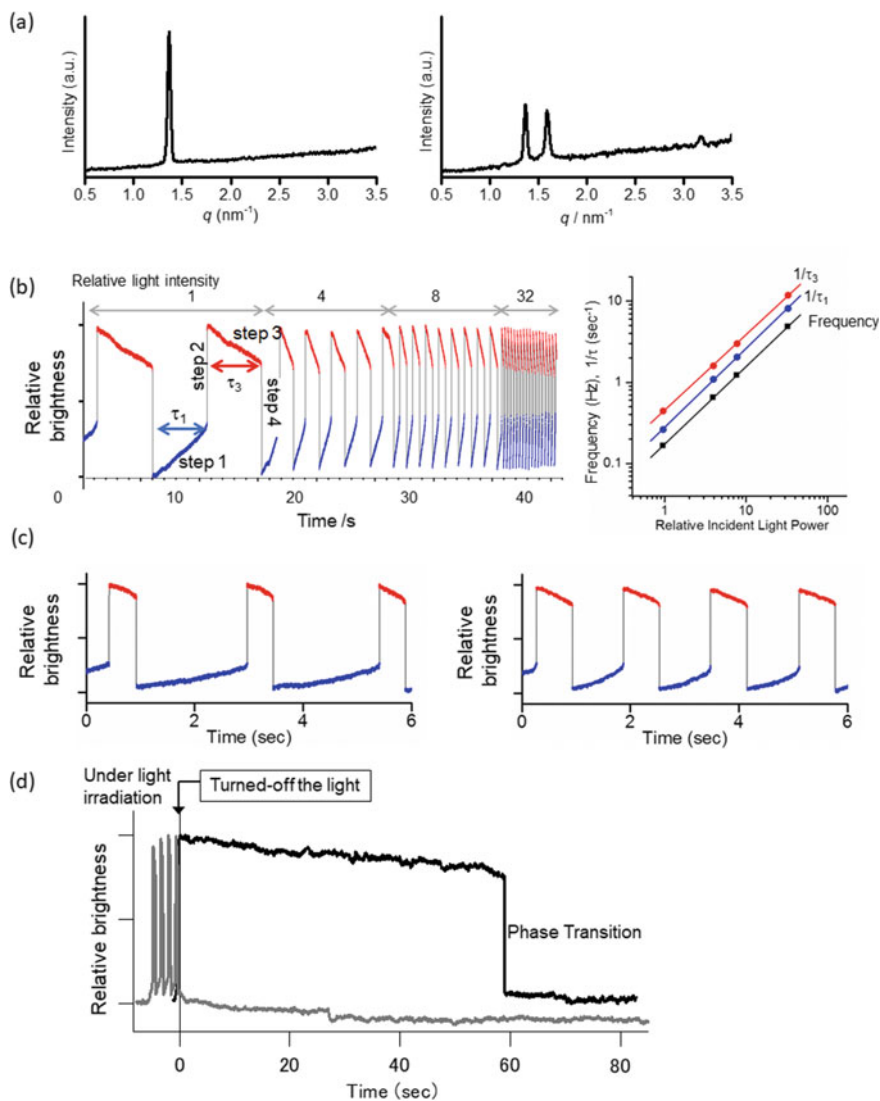 (a)
Intensity (a.u.)
0.5 1.0 1.5 2.0 2.5 3.0 3.5
q (nm⁻¹)
Intensity (a.u.)
0.5 1.0 1.5 2.0 2.5 3.0 3.5
q / nm⁻¹
(b)
Relative light intensity
1 4 8 32
Relative
brightness
step 1
step 2
step 3
step 4
τ₁
τ₃
0 10 20 30 40
Time /s
Frequency (Hz), 1/τ (sec⁻¹)
10
1
0.1
1/τ₃
1/τ₁
Frequency
1 10 100
Relative Incident Light Power
(c)
Relative
brightness
0 2 4 6
Time (sec)
Relative
brightness
0 2 4 6
Time (sec)
(d)
Under light
irradiation
Turned-off the light
Relative brightness
Phase Transition
0 20 40 60 80
Time (sec)